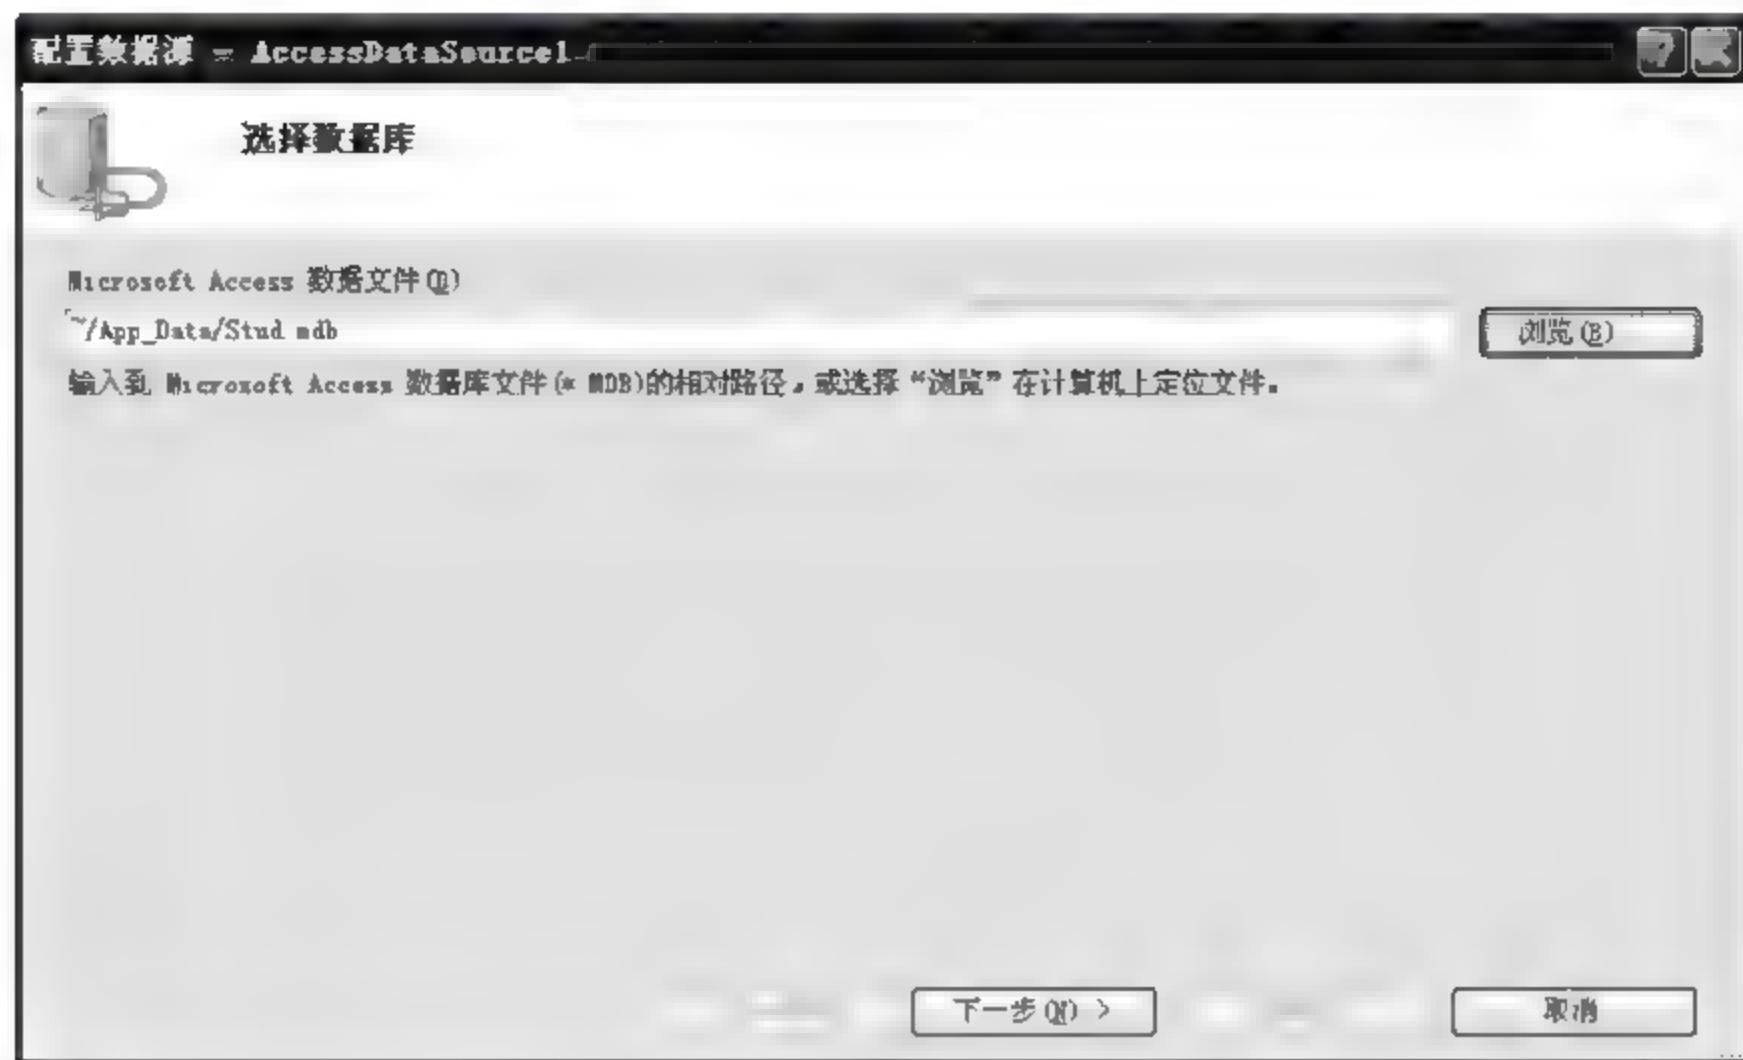 配置数据源 - AccessDataSource1
选择数据库
Microsoft Access 数据文件(D)
~/App_Data/Stud mdb
浏览(B)
输入到 Microsoft Access 数据库文件(* MDB)的相对路径，或选择“浏览”在计算机上定位文件。
下一步(N) >
取消